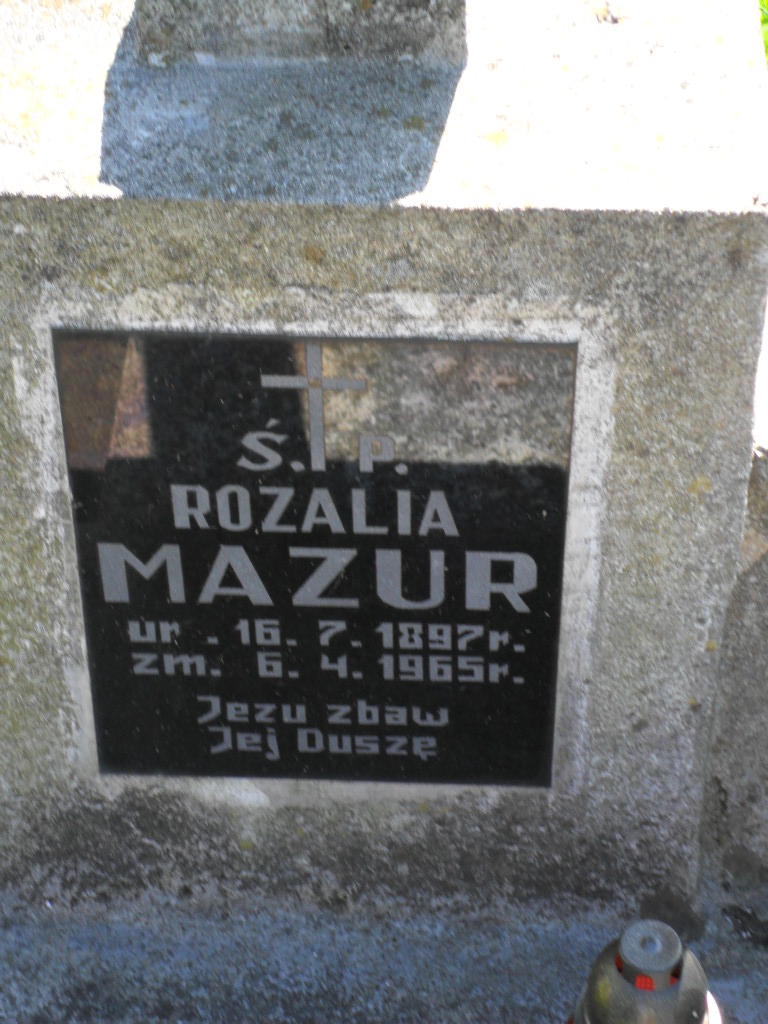 Ś. P.
ROZALIA
MAZUR
ur. 16. 7. 1897r.
zm. 6. 4. 1965r.
Jezu zbaw
Jej Duszę